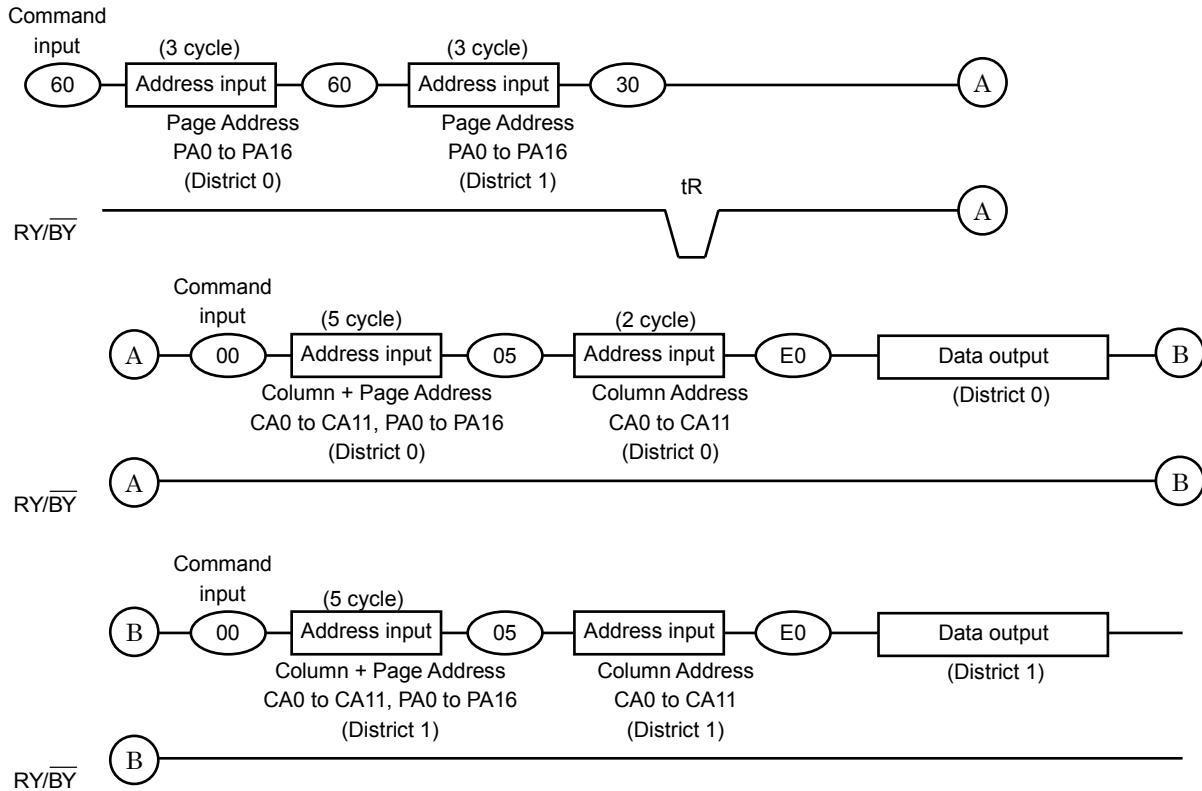 Command
input
(3 cycle) (3 cycle)
60 Address input 60 Address input 30 A
Page Address Page Address
PA0 to PA16 PA0 to PA16
(District 0) (District 1)
tR
RY/BY A
Command
input
(5 cycle) (2 cycle)
A 00 Address input 05 Address input E0 Data output B
Column + Page Address Column Address (District 0)
CA0 to CA11, PA0 to PA16 CA0 to CA11
(District 0) (District 0)
RY/BY A B
Command
input
(5 cycle)
B 00 Address input 05 Address input E0 Data output
Column + Page Address Column Address (District 1)
CA0 to CA11, PA0 to PA16 CA0 to CA11
(District 1) (District 1)
RY/BY B